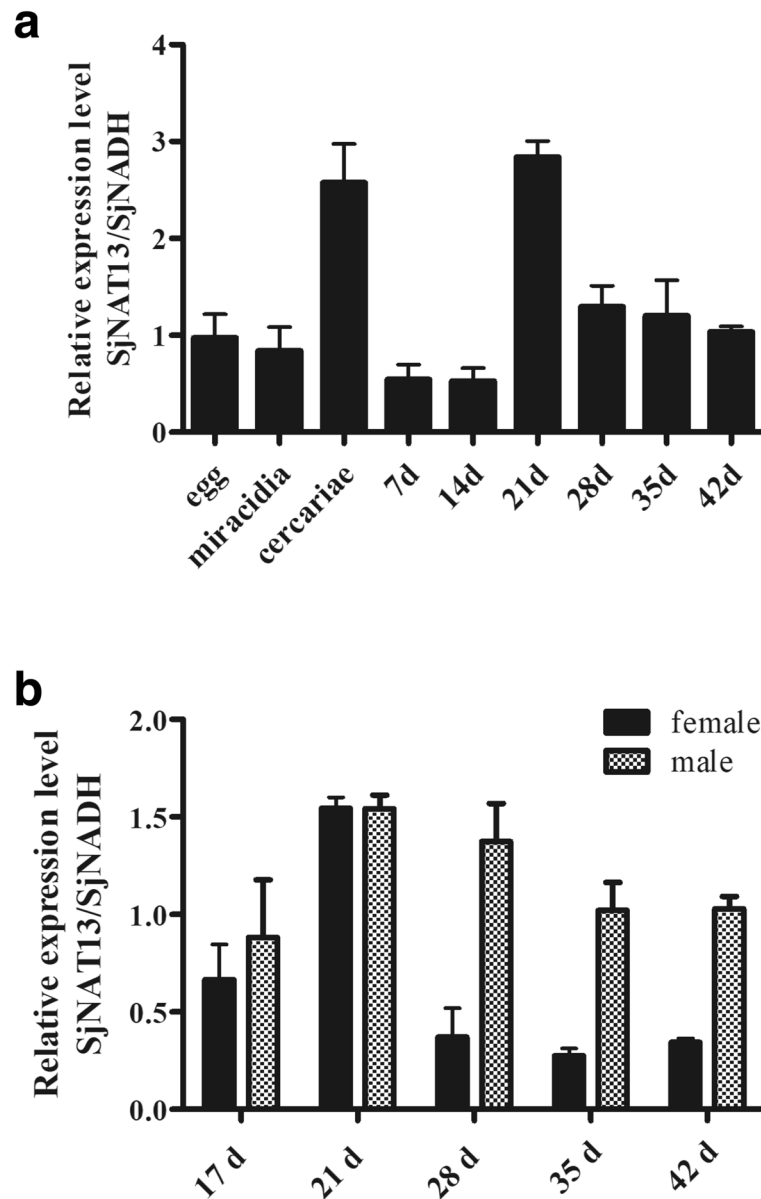 a
Relative expression level
SjNAT13/SjNADH
4
3
2
1
0
egg
miracidia
cercariae
7d
14d
21d
28d
35d
42d
b
Relative expression level
SjNAT13/SjNADH
2.0
1.5
1.0
0.5
0.0
female
male
17 d
21 d
28 d
35 d
42 d